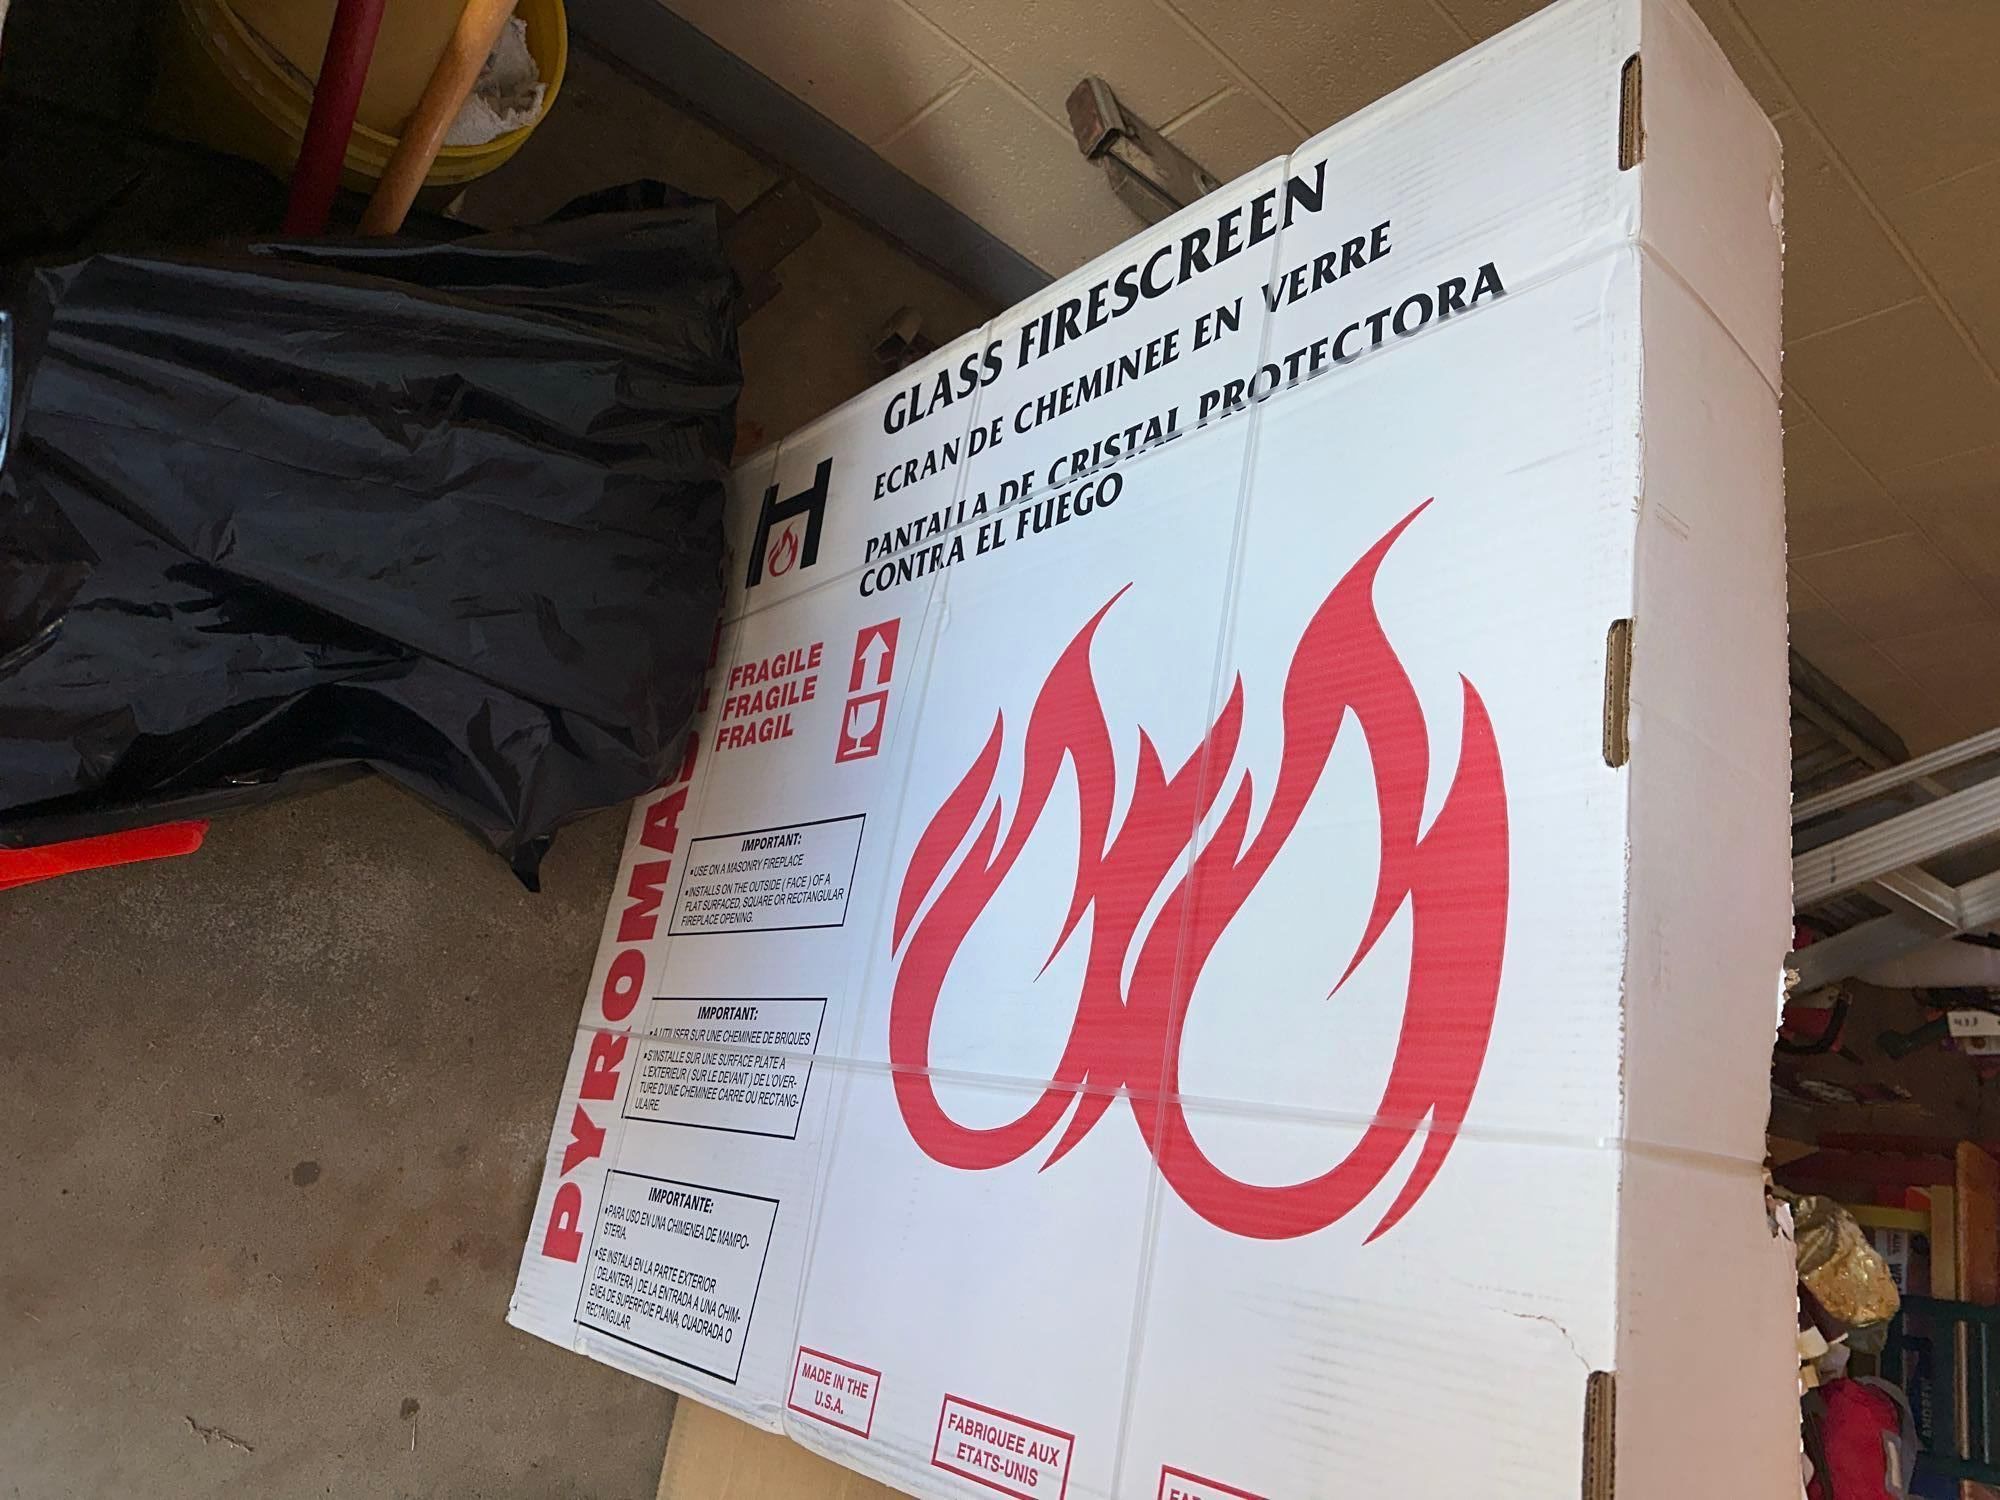 GLASS FIRESCREEN
ECRAN DE CHEMINEE EN VERRE
PANTALLA DE CRISTAL PROTECTORA
CONTRA EL FUEGO
H
FRAGILE
FRAGILE
FRAGIL
IMPORTANT:
▪USE ON A MASONRY FIREPLACE
▪INSTALLS ON THE OUTSIDE ( FACE ) OF A
FLAT SURFACED, SQUARE OR RECTANGULAR
FIREPLACE OPENING.
IMPORTANT:
▪A UTILISER SUR UNE CHEMINEE DE BRIQUES
▪S'INSTALLE SUR UNE SURFACE PLATE A
L'EXTERIEUR ( SUR LE DEVANT ) DE L'OVER-
TURE D'UNE CHEMINEE CARRE OU RECTANG-
ULAIRE.
IMPORTANTE:
▪PARA USO EN UNA CHIMENEA DE MAMPO-
STERIA.
▪SE INSTALA EN LA PARTE EXTERIOR
( DELANTERA ) DE LA ENTRADA A UNA CHIM-
ENEA DE SUPERFICIE PLANA, CUADRADA O
RECTANGULAR.
MADE IN THE
U.S.A.
FABRIQUEE AUX
ETATS-UNIS